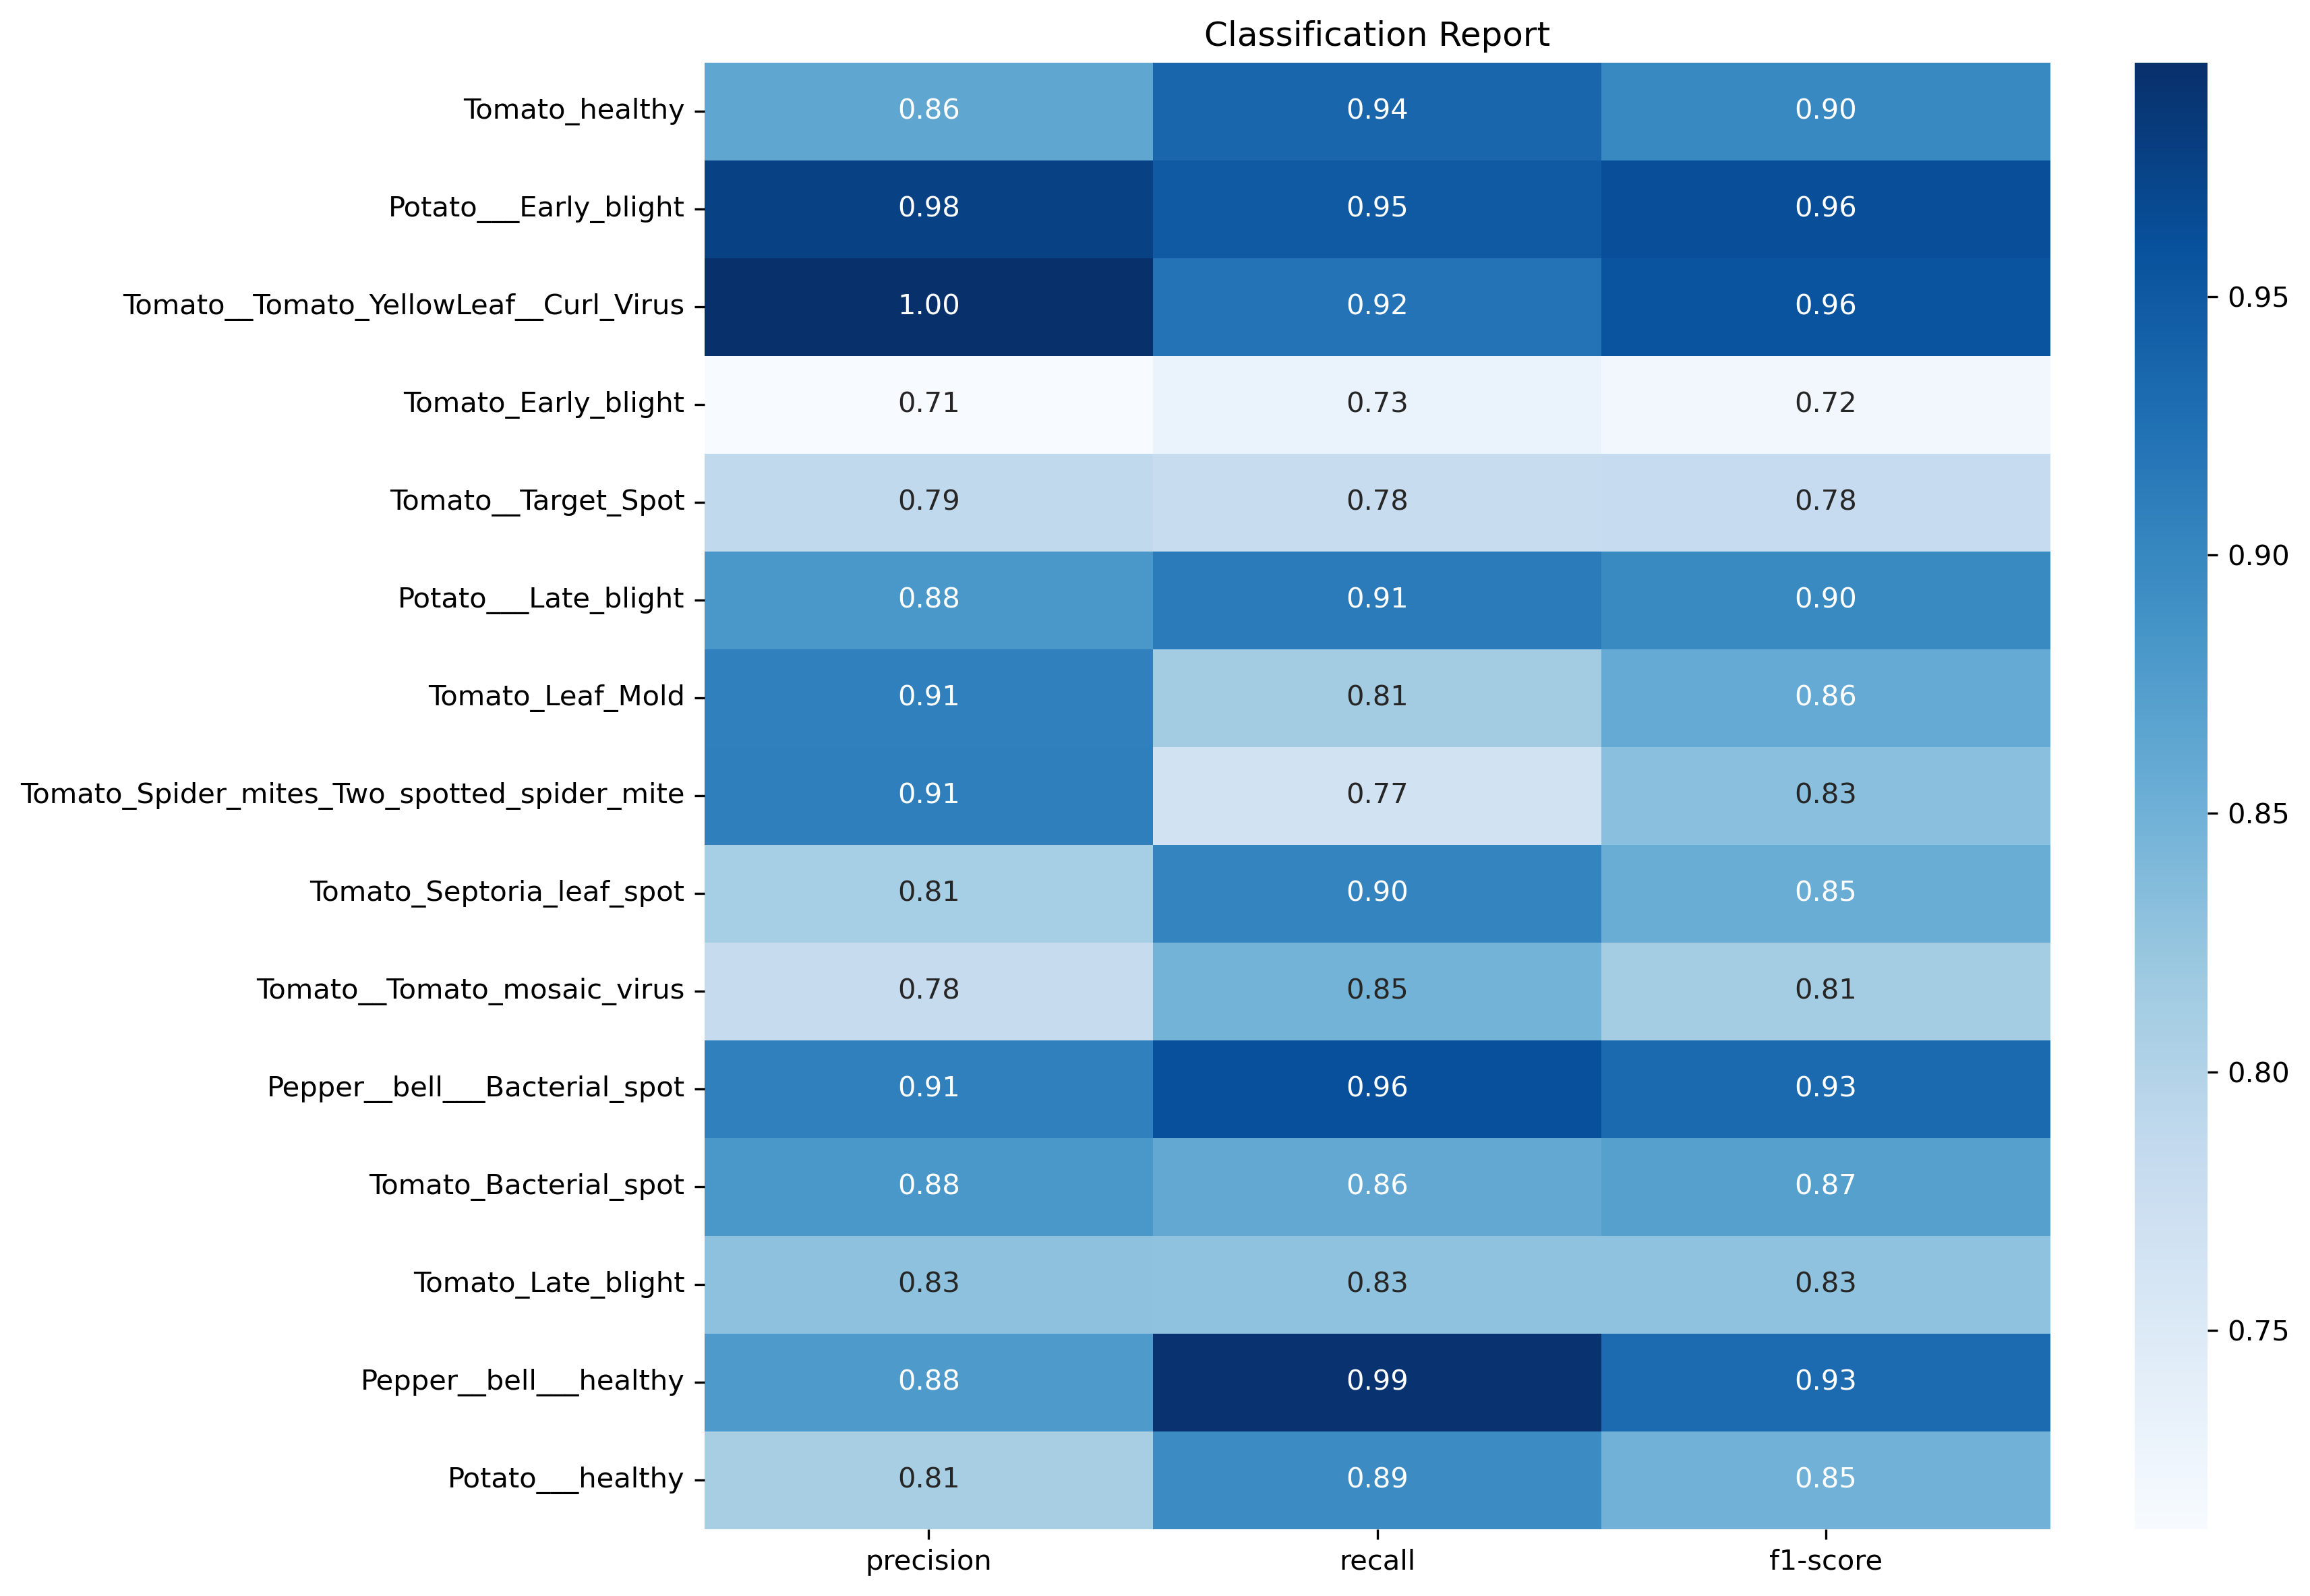 Classification Report
Tomato_healthy 0.86 0.94 0.90
Potato___Early_blight 0.98 0.95 0.96
Tomato__Tomato_YellowLeaf__Curl_Virus 1.00 0.92 0.96
Tomato_Early_blight 0.71 0.73 0.72
Tomato__Target_Spot 0.79 0.78 0.78
Potato___Late_blight 0.88 0.91 0.90
Tomato_Leaf_Mold 0.91 0.81 0.86
Tomato_Spider_mites_Two_spotted_spider_mite 0.91 0.77 0.83
Tomato_Septoria_leaf_spot 0.81 0.90 0.85
Tomato__Tomato_mosaic_virus 0.78 0.85 0.81
Pepper__bell___Bacterial_spot 0.91 0.96 0.93
Tomato_Bacterial_spot 0.88 0.86 0.87
Tomato_Late_blight 0.83 0.83 0.83
Pepper__bell___healthy 0.88 0.99 0.93
Potato___healthy 0.81 0.89 0.85
precision recall f1-score
0.95
0.90
0.85
0.80
0.75